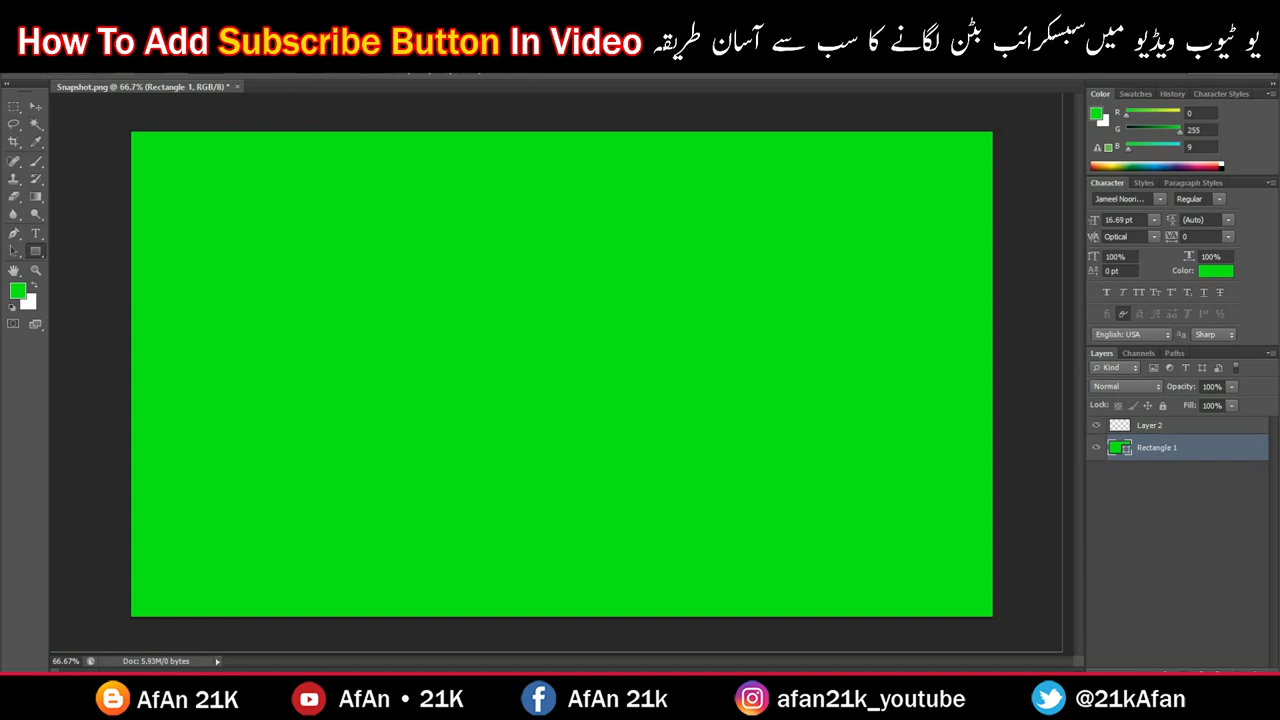 How To Add Subscribe Button In Video یو ٹیوب ویڈیو میں سبسکرائب بٹن لگانے کا سب سے آسان طریقہ
Snapshot.png @ 66.7% (Rectangle 1, RGB/8) * ×
Color Swatches History Character Styles
R 0
G 255
B 9
Character Styles Paragraph Styles
Jameel Noori... Regular
16.69 pt (Auto)
Optical 0
100% 100%
0 pt Color:
English: USA aa Sharp
Layers Channels Paths
Kind
Normal Opacity: 100%
Lock: Fill: 100%
Layer 2
Rectangle 1
66.67% Doc: 5.93M/0 bytes
AfAn 21K AfAn • 21K AfAn 21k afan21k_youtube @21kAfan